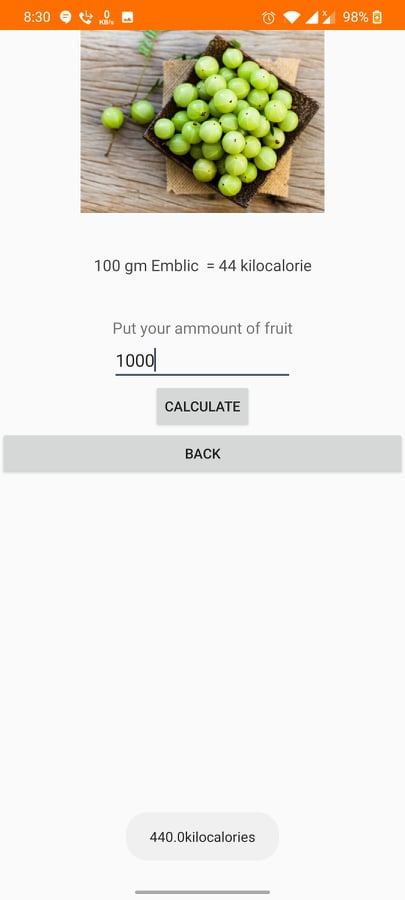 8:30 0 KB/s 98%
100 gm Emblic = 44 kilocalorie
Put your ammount of fruit
1000
CALCULATE
BACK
440.0kilocalories